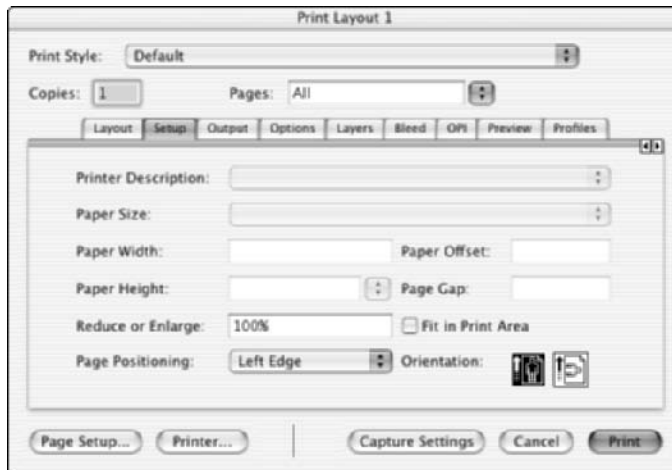 Print Layout 1
Print Style: Default
Copies: 1 Pages: All
Layout Setup Output Options Layers Bleed OPI Preview Profiles
Printer Description:
Paper Size:
Paper Width: Paper Offset:
Paper Height: Page Gap:
Reduce or Enlarge: 100% Fit in Print Area
Page Positioning: Left Edge Orientation:
Page Setup... Printer... Capture Settings Cancel Print